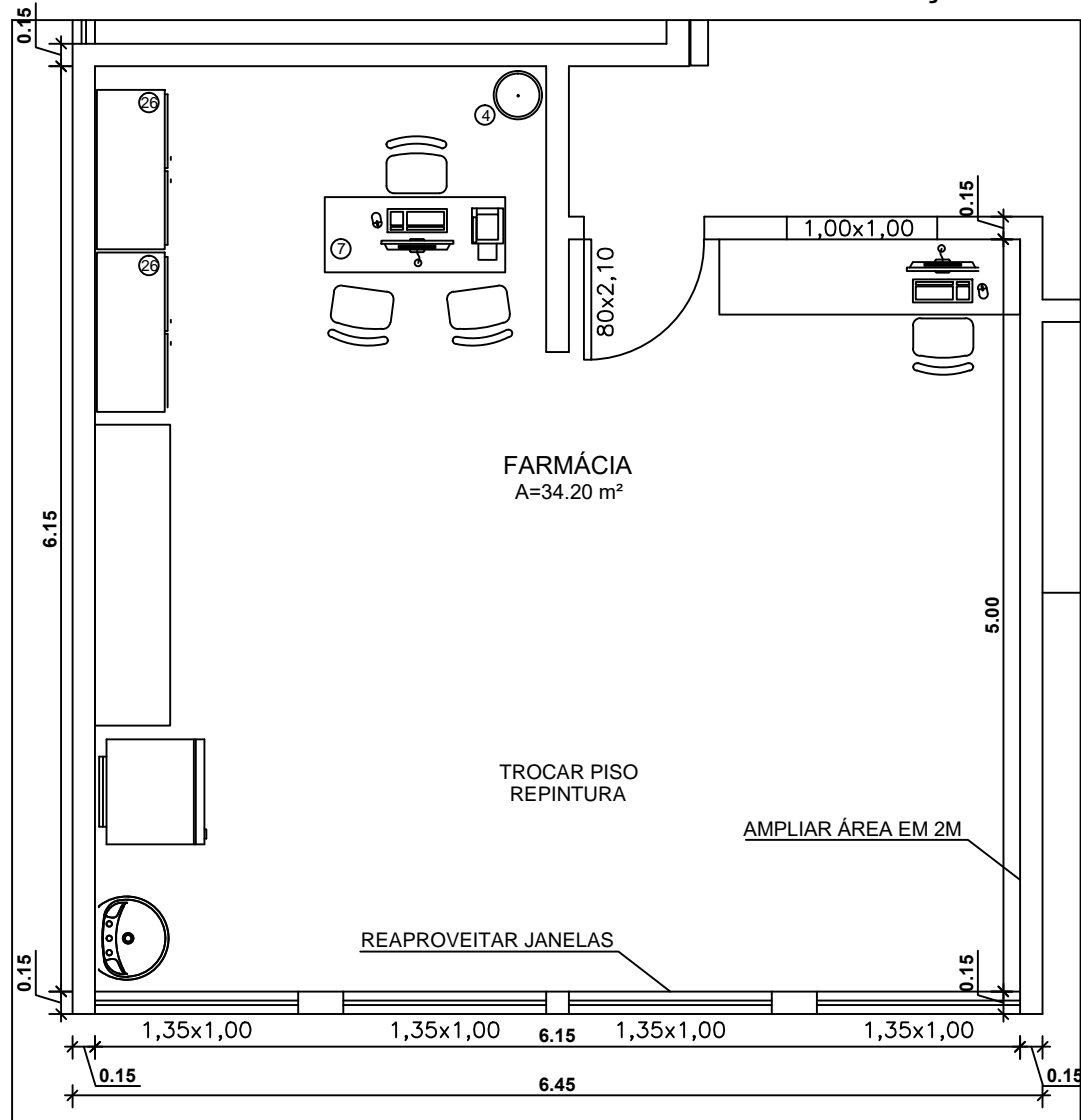 0.15
26
4
0.15
1,00x1,00
7
26
80x2,10
FARMÁCIA
A=34.20 m²
6.15
5.00
TROCAR PISO
REPINTURA
AMPLIAR ÁREA EM 2M
REAPROVEITAR JANELAS
0.15
0.15
1,35x1,00
1,35x1,00
6.15
1,35x1,00
1,35x1,00
0.15
6.45
0.15